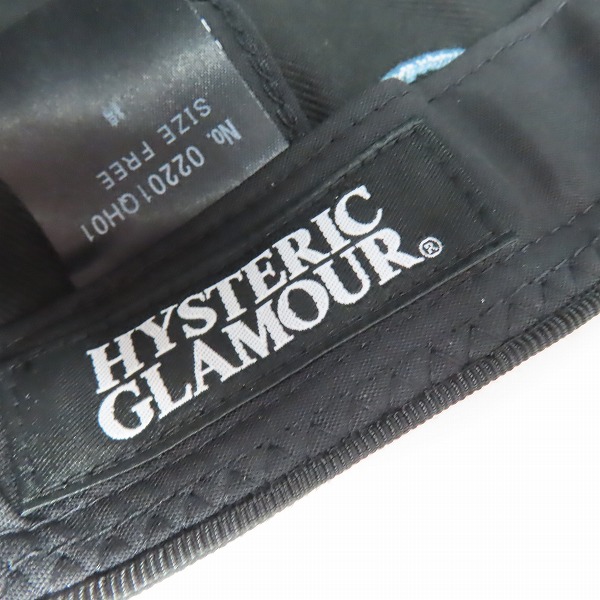 No. 02201QH01
SIZE FREE
HYSTERIC
GLAMOUR®